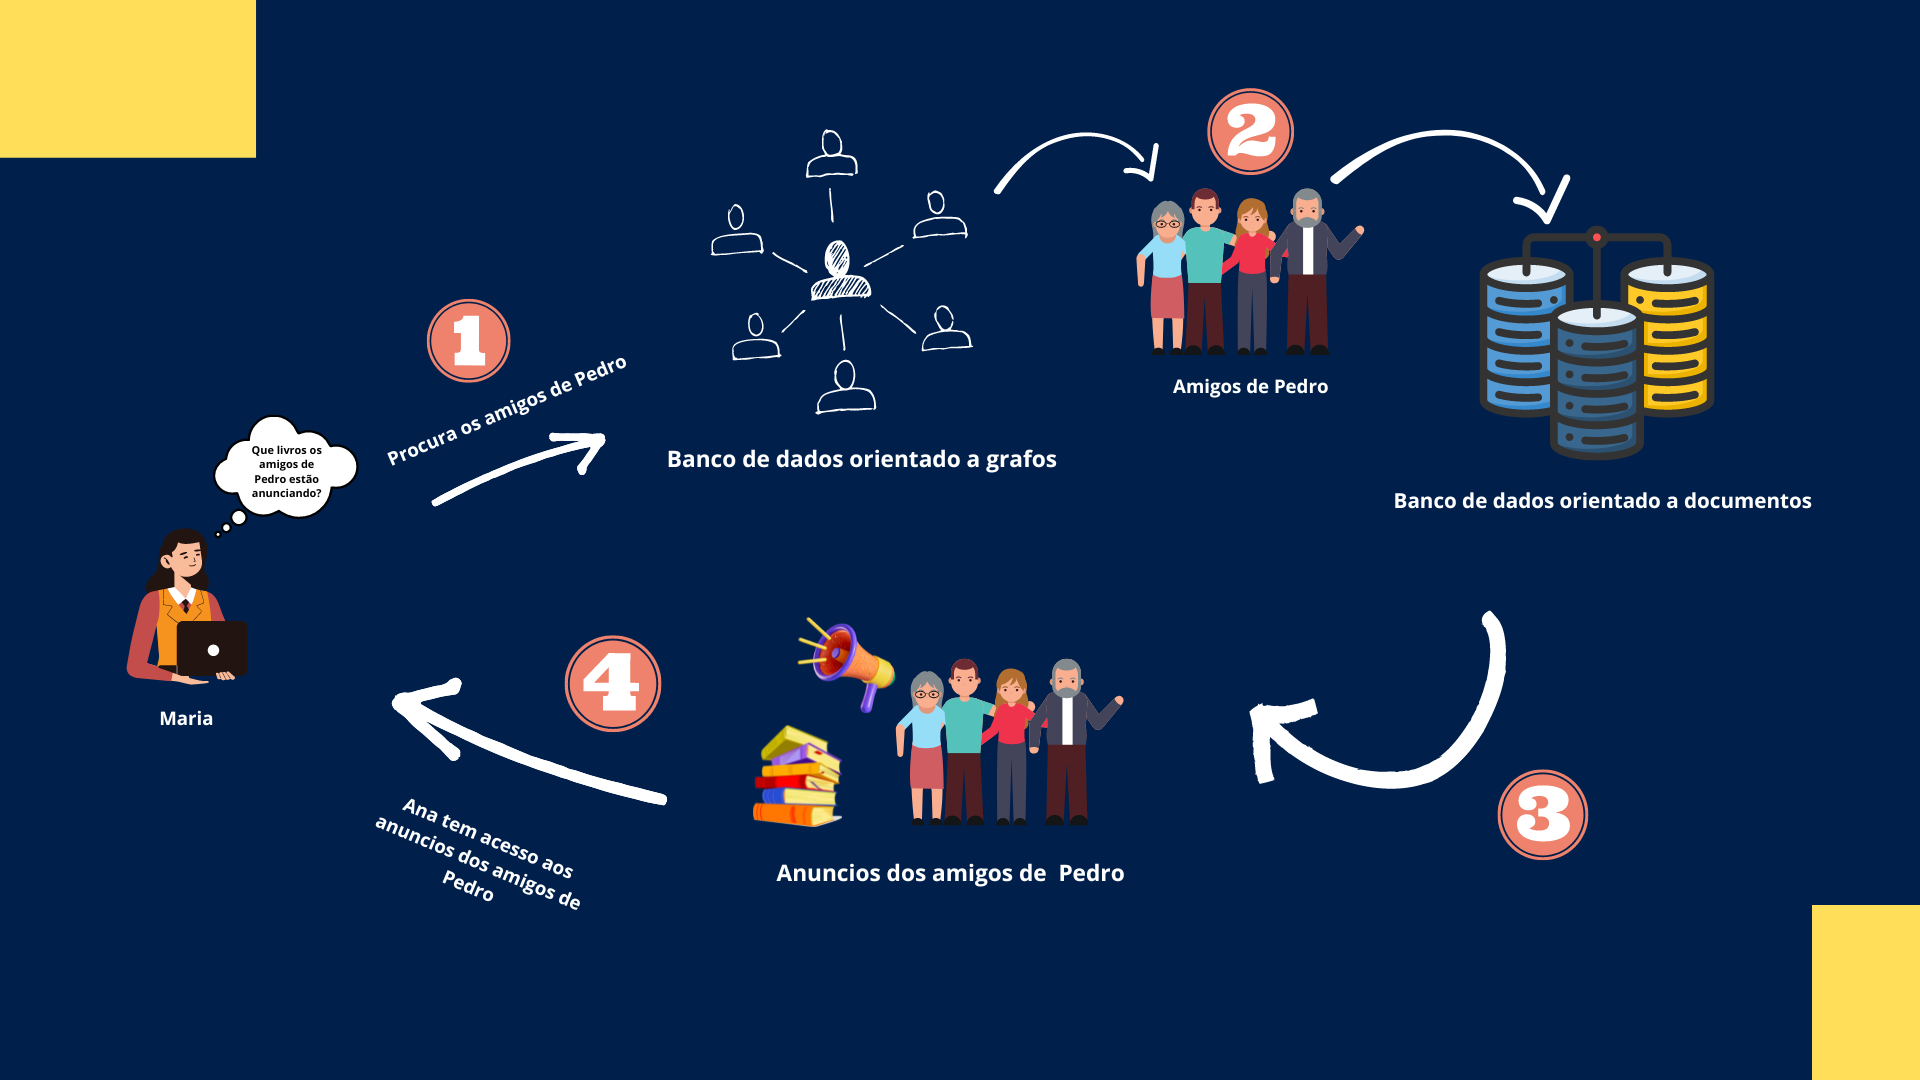 1
Procura os amigos de Pedro
Que livros os
amigos de
Pedro estão
anunciando?
Maria
Banco de dados orientado a grafos
2
Amigos de Pedro
Banco de dados orientado a documentos
3
Anuncios dos amigos de  Pedro
4
Ana tem acesso aos
anuncios dos amigos de
Pedro